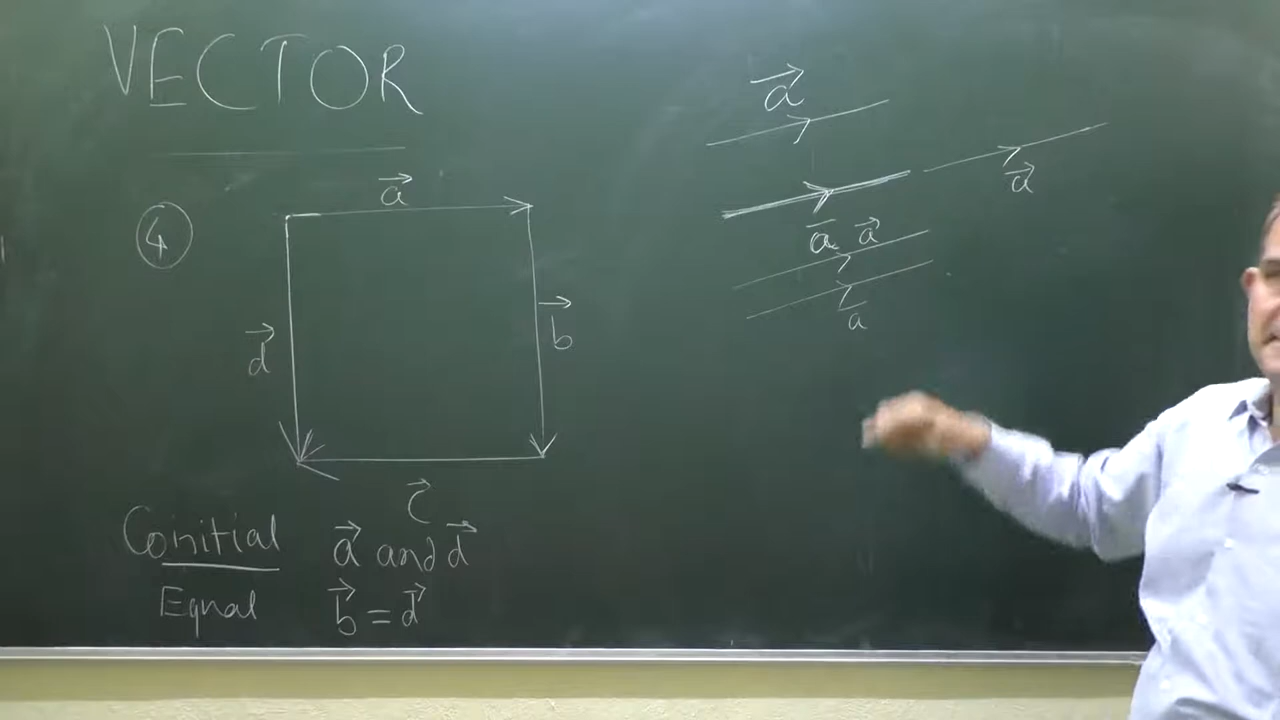 VECTOR
4
a⃗
d⃗
b⃗
c⃗
Coinitial a⃗ and d⃗
Equal b⃗ = d⃗
a⃗
a⃗
a⃗ a⃗
a⃗